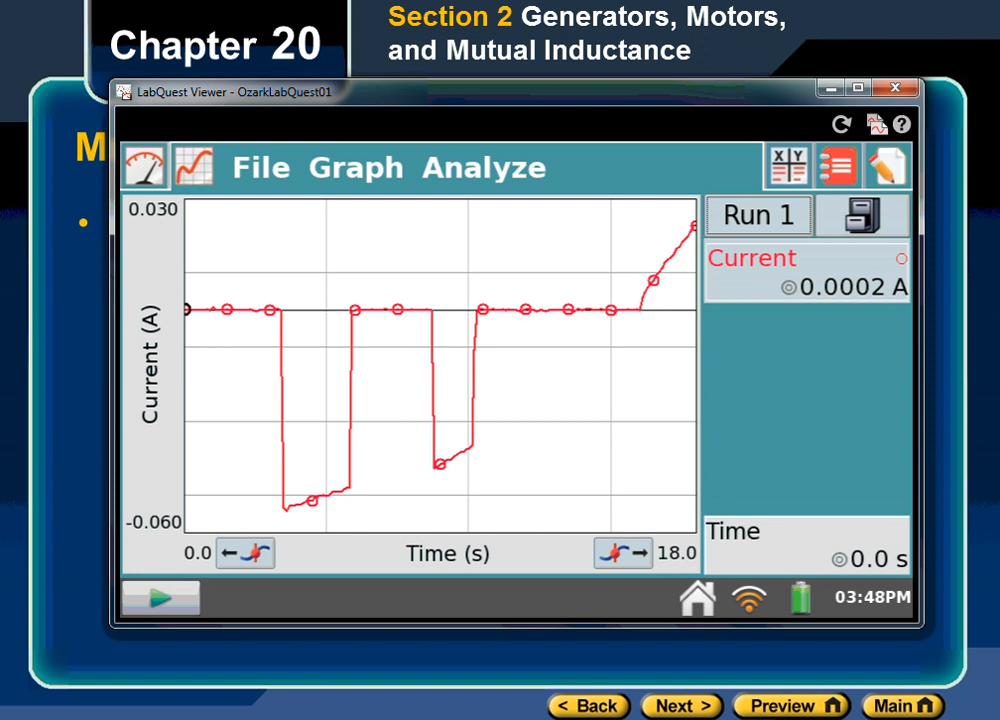 Chapter 20
Section 2 Generators, Motors,
and Mutual Inductance
M
•
LabQuest Viewer - OzarkLabQuest01
File Graph Analyze
X Y
0.030
Current (A)
-0.060
0.0
Time (s)
18.0
Run 1
Current
0.0002 A
Time
0.0 s
03:48PM
< Back
Next >
Preview
Main